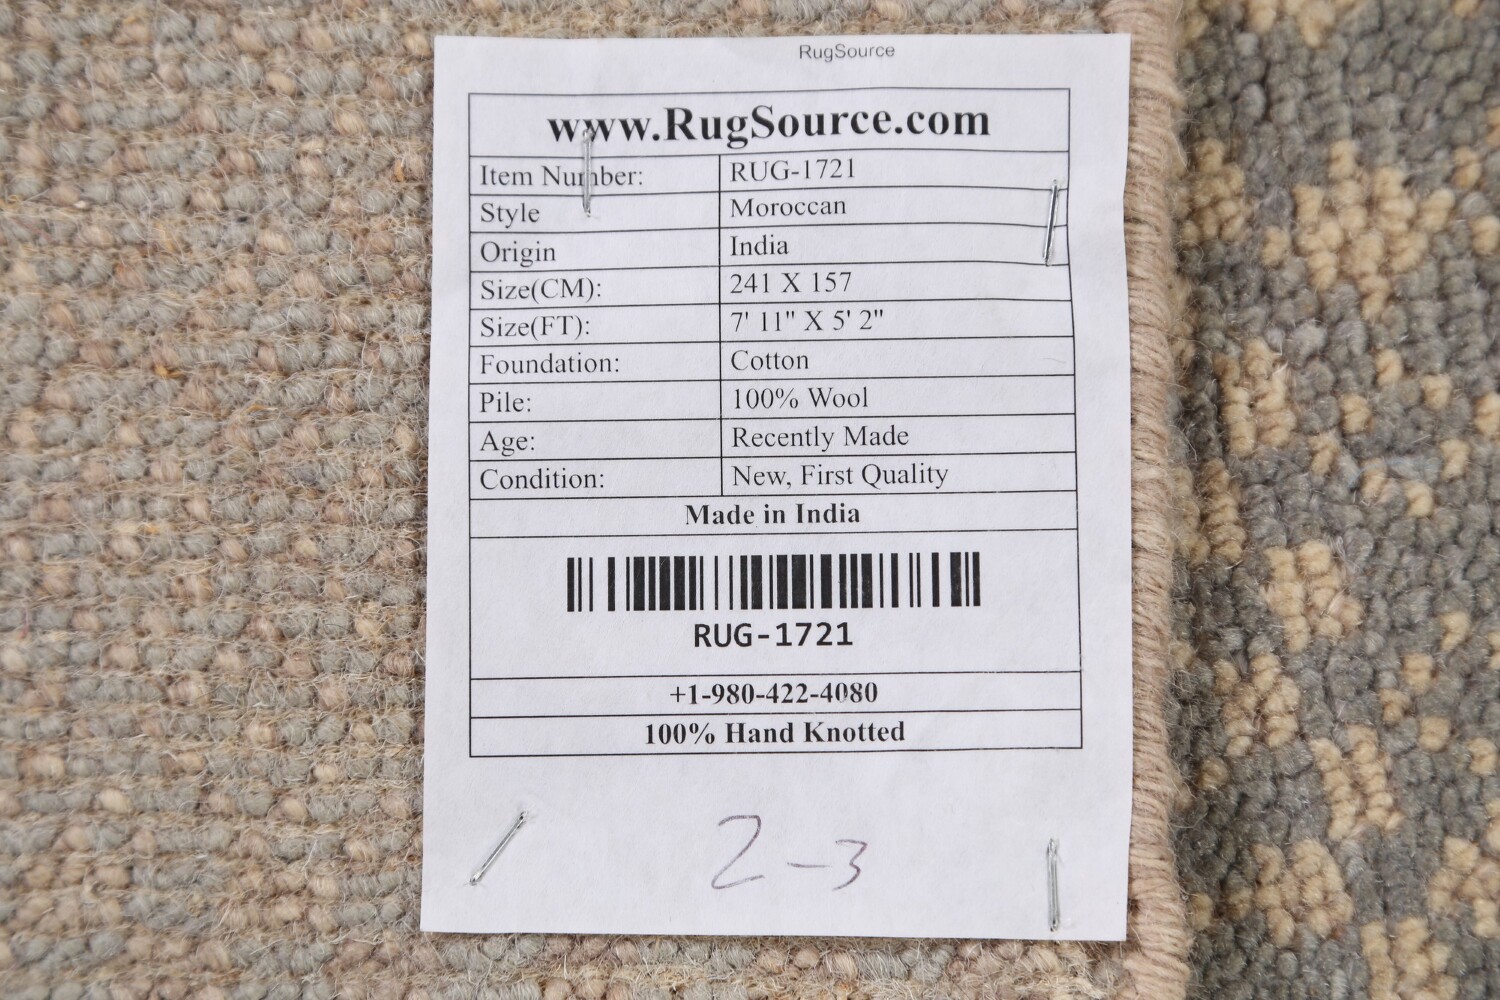 RugSource
www.RugSource.com
Item Number: RUG-1721
Style Moroccan
Origin India
Size(CM): 241 X 157
Size(FT): 7' 11" X 5' 2"
Foundation: Cotton
Pile: 100% Wool
Age: Recently Made
Condition: New, First Quality
Made in India
RUG-1721
+1-980-422-4080
100% Hand Knotted
2-3